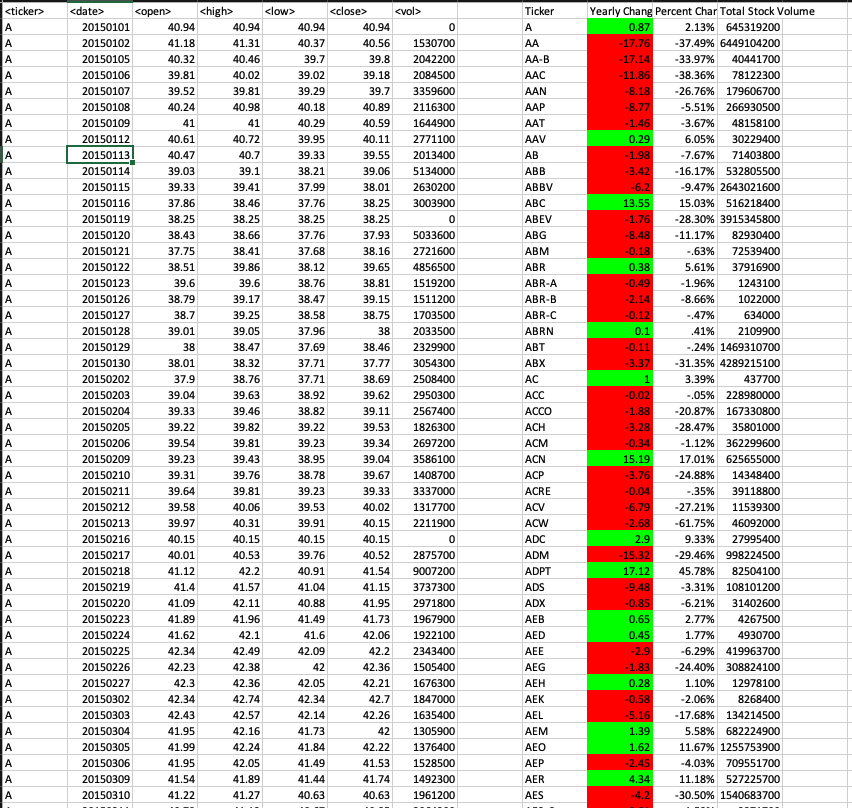 <ticker> <date> <open> <high> <low> <close> <vol> Ticker Yearly Chang Percent Char Total Stock Volume
A 20150101 40.94 40.94 40.94 40.94 0 A 0.87 2.13% 645319200
A 20150102 41.18 41.31 40.37 40.56 1530700 AA -17.76 -37.49% 6449104200
A 20150105 40.32 40.46 39.7 39.8 2042200 AA-B -17.14 -33.97% 40441700
A 20150106 39.81 40.02 39.02 39.18 2084500 AAC -11.86 -38.36% 78122300
A 20150107 39.52 39.81 39.29 39.7 3359600 AAN -8.18 -26.76% 179606700
A 20150108 40.24 40.98 40.18 40.89 2116300 AAP -8.77 -5.51% 266930500
A 20150109 41 41 40.29 40.59 1644900 AAT -1.46 -3.67% 48158100
A 20150112 40.61 40.72 39.95 40.11 2771100 AAV 0.29 6.05% 30229400
A 20150113 40.47 40.7 39.33 39.55 2013400 AB -1.98 -7.67% 71403800
A 20150114 39.03 39.1 38.21 39.06 5134000 ABB -3.42 -16.17% 532805500
A 20150115 39.33 39.41 37.99 38.01 2630200 ABBV -6.2 -9.47% 2643021600
A 20150116 37.86 38.46 37.76 38.25 3003900 ABC 13.55 15.03% 516218400
A 20150119 38.25 38.25 38.25 38.25 0 ABEV -1.76 -28.30% 3915345800
A 20150120 38.43 38.66 37.76 37.93 5033600 ABG -8.48 -11.17% 82930400
A 20150121 37.75 38.41 37.68 38.16 2721600 ABM -0.18 -.63% 72539400
A 20150122 38.51 39.86 38.12 39.65 4856500 ABR 0.38 5.61% 37916900
A 20150123 39.6 39.6 38.76 38.81 1519200 ABR-A -0.49 -1.96% 1243100
A 20150126 38.79 39.17 38.47 39.15 1511200 ABR-B -2.14 -8.66% 1022000
A 20150127 38.7 39.25 38.58 38.75 1703500 ABR-C -0.12 -.47% 634000
A 20150128 39.01 39.05 37.96 38 2033500 ABRN 0.1 .41% 2109900
A 20150129 38 38.47 37.69 38.46 2329900 ABT -0.11 -.24% 1469310700
A 20150130 38.01 38.32 37.71 37.77 3054300 ABX -3.37 -31.35% 4289215100
A 20150202 37.9 38.76 37.71 38.69 2508400 AC 1 3.39% 437700
A 20150203 39.04 39.63 38.92 39.62 2950300 ACC -0.02 -.05% 228980000
A 20150204 39.33 39.46 38.82 39.11 2567400 ACCO -1.88 -20.87% 167330800
A 20150205 39.22 39.82 39.22 39.53 1826300 ACH -3.28 -28.47% 35801000
A 20150206 39.54 39.81 39.23 39.34 2697200 ACM -0.34 -1.12% 362299600
A 20150209 39.23 39.43 38.95 39.04 3586100 ACN 15.19 17.01% 625655000
A 20150210 39.31 39.76 38.78 39.67 1408700 ACP -3.76 -24.88% 14348400
A 20150211 39.64 39.81 39.23 39.33 3337000 ACRE -0.04 -.35% 39118800
A 20150212 39.58 40.06 39.53 40.02 1317700 ACV -6.79 -27.21% 11539300
A 20150213 39.97 40.31 39.91 40.15 2211900 ACW -2.68 -61.75% 46092000
A 20150216 40.15 40.15 40.15 40.15 0 ADC 2.9 9.33% 27995400
A 20150217 40.01 40.53 39.76 40.52 2875700 ADM -15.32 -29.46% 998224500
A 20150218 41.12 42.2 40.91 41.54 9007200 ADPT 17.12 45.78% 82504100
A 20150219 41.4 41.57 41.04 41.15 3737300 ADS -9.48 -3.31% 108101200
A 20150220 41.09 42.11 40.88 41.95 2971800 ADX -0.85 -6.21% 31402600
A 20150223 41.89 41.96 41.49 41.73 1967900 AEB 0.65 2.77% 4267500
A 20150224 41.62 42.1 41.6 42.06 1922100 AED 0.45 1.77% 4930700
A 20150225 42.34 42.49 42.09 42.2 2343400 AEE -2.9 -6.29% 419963700
A 20150226 42.23 42.38 42 42.36 1505400 AEG -1.83 -24.40% 308824100
A 20150227 42.3 42.36 42.05 42.21 1676300 AEH 0.28 1.10% 12978100
A 20150302 42.34 42.74 42.34 42.7 1847000 AEK -0.58 -2.06% 8268400
A 20150303 42.43 42.57 42.14 42.26 1635400 AEL -5.16 -17.68% 134214500
A 20150304 41.95 42.16 41.73 42 1305900 AEM 1.39 5.58% 682224900
A 20150305 41.99 42.24 41.84 42.22 1376400 AEO 1.62 11.67% 1255753900
A 20150306 41.95 42.05 41.49 41.53 1528500 AEP -2.45 -4.03% 709551700
A 20150309 41.54 41.89 41.44 41.74 1492300 AER 4.34 11.18% 527225700
A 20150310 41.22 41.27 40.63 40.63 1961200 AES -4.2 -30.50% 1540683700